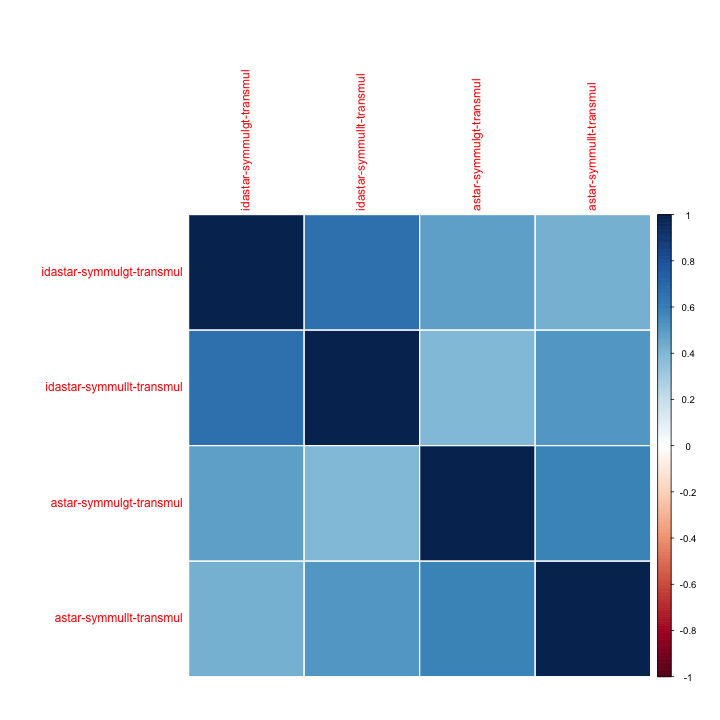 idastar-symmulgt-transmul
idastar-symmullt-transmul
astar-symmulgt-transmul
astar-symmullt-transmul
idastar-symmulgt-transmul
idastar-symmullt-transmul
astar-symmulgt-transmul
astar-symmullt-transmul
1
0.8
0.6
0.4
0.2
0
-0.2
-0.4
-0.6
-0.8
-1